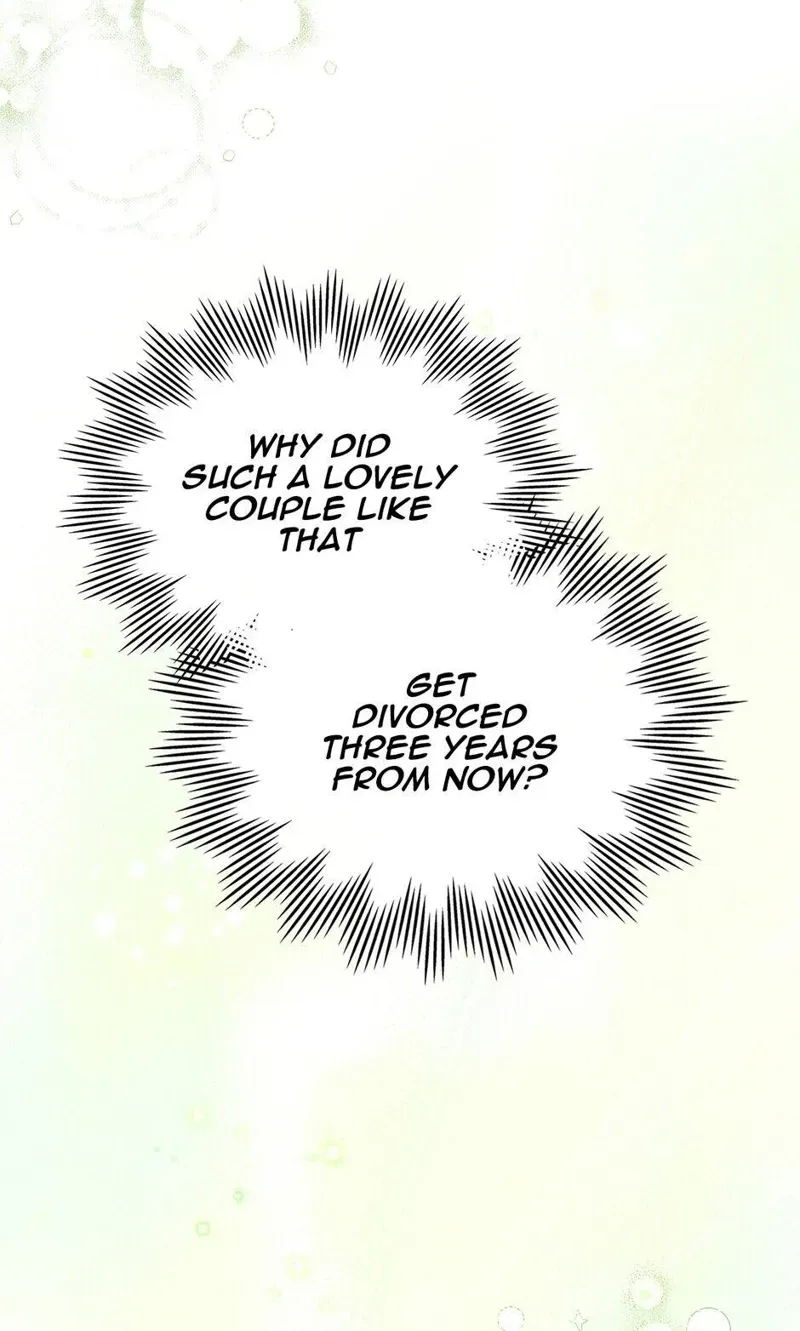 WHY DID
SUCH A LOVELY
COUPLE LIKE
THAT
GET
DIVORCED
THREE YEARS
FROM NOW?